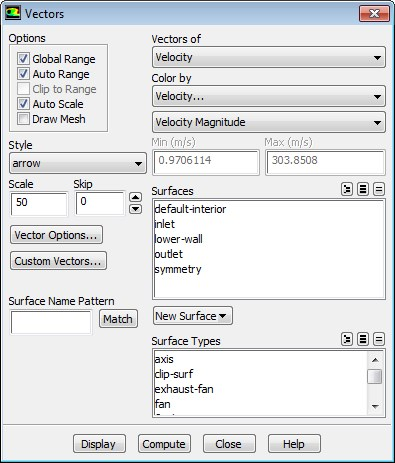 Vectors
Options
Global Range
Auto Range
Clip to Range
Auto Scale
Draw Mesh
Style
arrow
Scale
Skip
50
0
Vector Options...
Custom Vectors...
Surface Name Pattern
Match
Vectors of
Velocity
Color by
Velocity...
Velocity Magnitude
Min (m/s)
Max (m/s)
0.9706114
303.8508
Surfaces
default-interior
inlet
lower-wall
outlet
symmetry
New Surface
Surface Types
axis
clip-surf
exhaust-fan
fan
Display
Compute
Close
Help